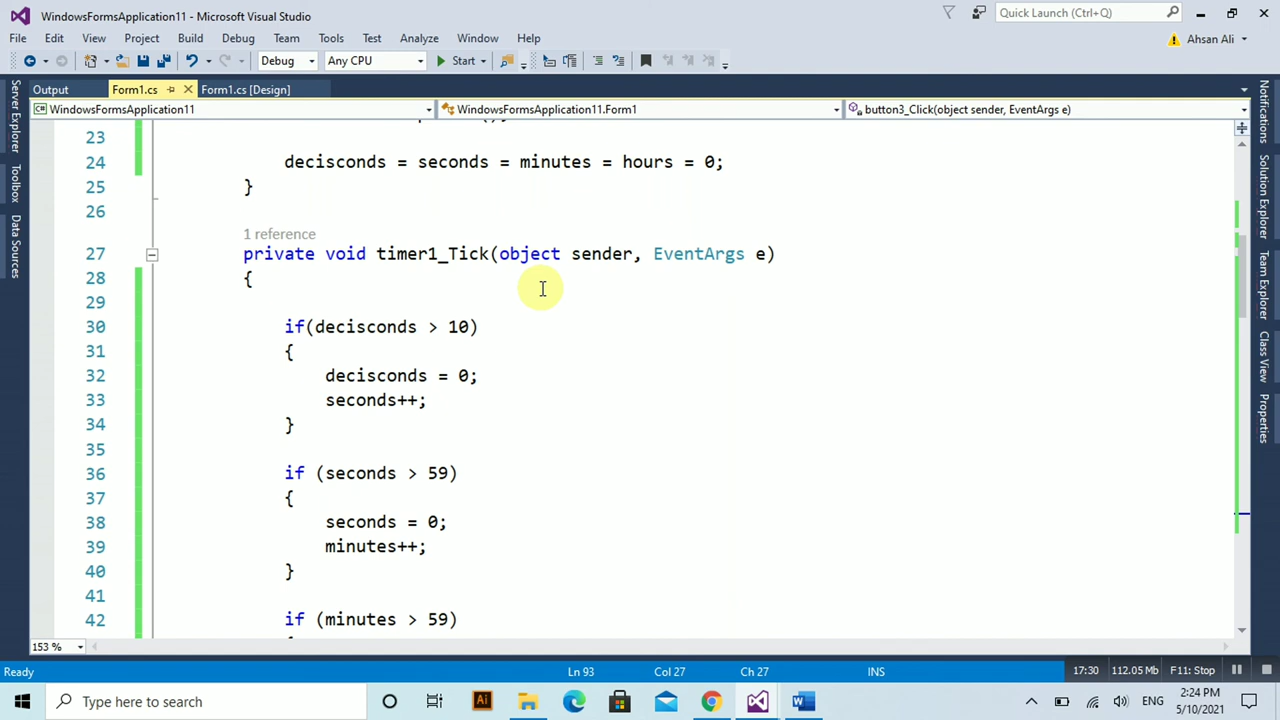 WindowsFormsApplication11 - Microsoft Visual Studio
Quick Launch (Ctrl+Q)
File Edit View Project Build Debug Team Tools Test Analyze Window Help
Ahsan Ali
Debug Any CPU Start
Output Form1.cs Form1.cs [Design]
WindowsFormsApplication11 WindowsFormsApplication11.Form1 button3_Click(object sender, EventArgs e)
Server Explorer
Toolbox
Data Sources
Notifications
Solution Explorer
Team Explorer
Class View
Properties
23
24 decisconds = seconds = minutes = hours = 0;
25 }
26
1 reference
27 private void timer1_Tick(object sender, EventArgs e)
28 {
29
30 if(decisconds > 10)
31 {
32 decisconds = 0;
33 seconds++;
34 }
35
36 if (seconds > 59)
37 {
38 seconds = 0;
39 minutes++;
40 }
41
42 if (minutes > 59)
153 %
Ready Ln 93 Col 27 Ch 27 INS 17:30 112.05 Mb F11: Stop
Type here to search
ENG
2:24 PM
5/10/2021